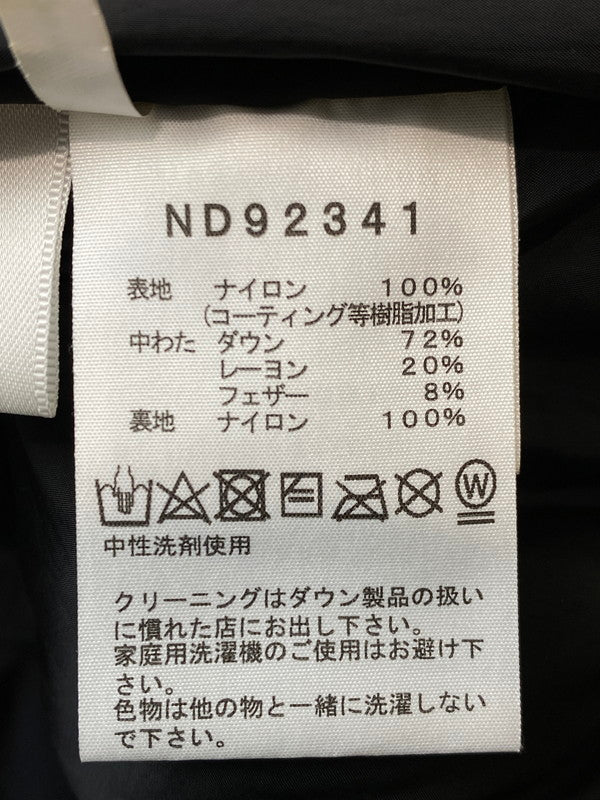 ND92341
表地 ナイロン 100%
(コーティング等樹脂加工)
中わた ダウン 72%
レーヨン 20%
フェザー 8%
裏地 ナイロン 100%
W
中性洗剤使用
クリーニングはダウン製品の扱い
に慣れた店にお出し下さい。
家庭用洗濯機のご使用はお避け下
さい。
色物は他の物と一緒に洗濯しない
で下さい。